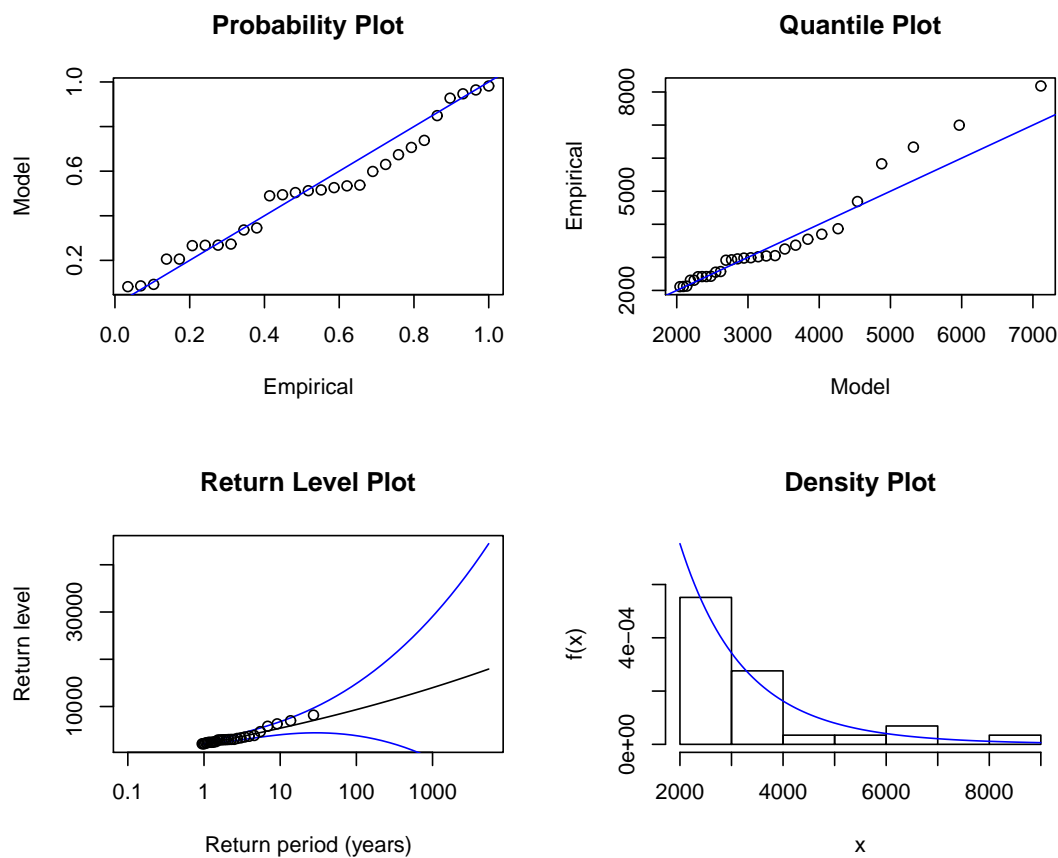 Probability Plot
Model
0.2
0.6
1.0
0.0
0.2
0.4
0.6
0.8
1.0
Empirical
Quantile Plot
Empirical
2000
5000
8000
2000
3000
4000
5000
6000
7000
Model
Return Level Plot
Return level
10000
30000
0.1
1
10
100
1000
Return period (years)
Density Plot
f(x)
0e+00
4e−04
2000
4000
6000
8000
x